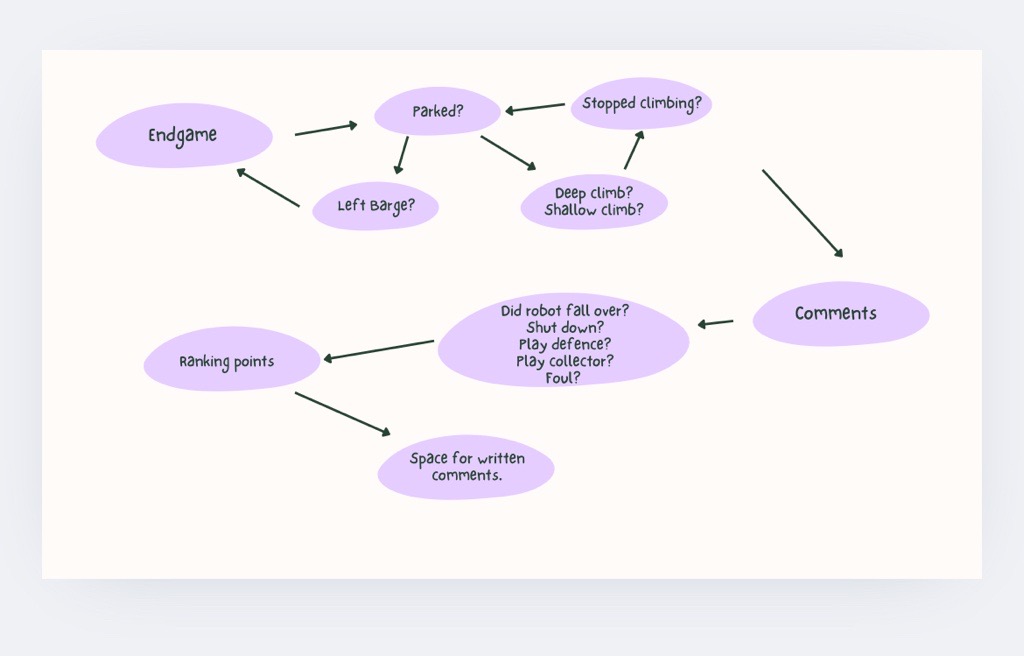 Endgame
Parked?
Stopped climbing?
Left Barge?
Deep climb?
Shallow climb?
Comments
Did robot fall over?
Shut down?
Play defence?
Play collector?
Foul?
Ranking points
Space for written
comments.